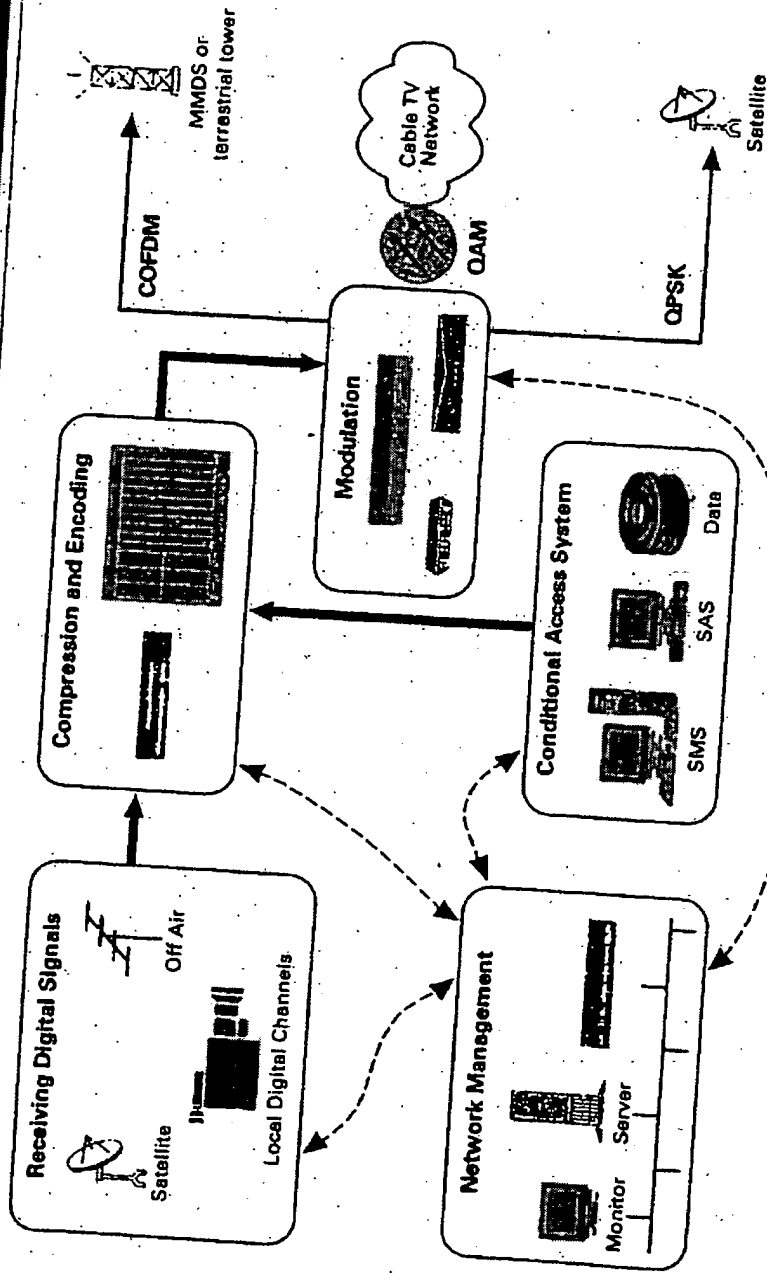 Receiving Digital Signals
Satellite
Off Air
Local Digital Channels
Compression and Encoding
COFDM
MMDS or
terrestrial tower
Modulation
QAM
Cable TV
Network
QPSK
Satellite
Network Management
Monitor
Server
Conditional Access System
SMS
SAS
Data